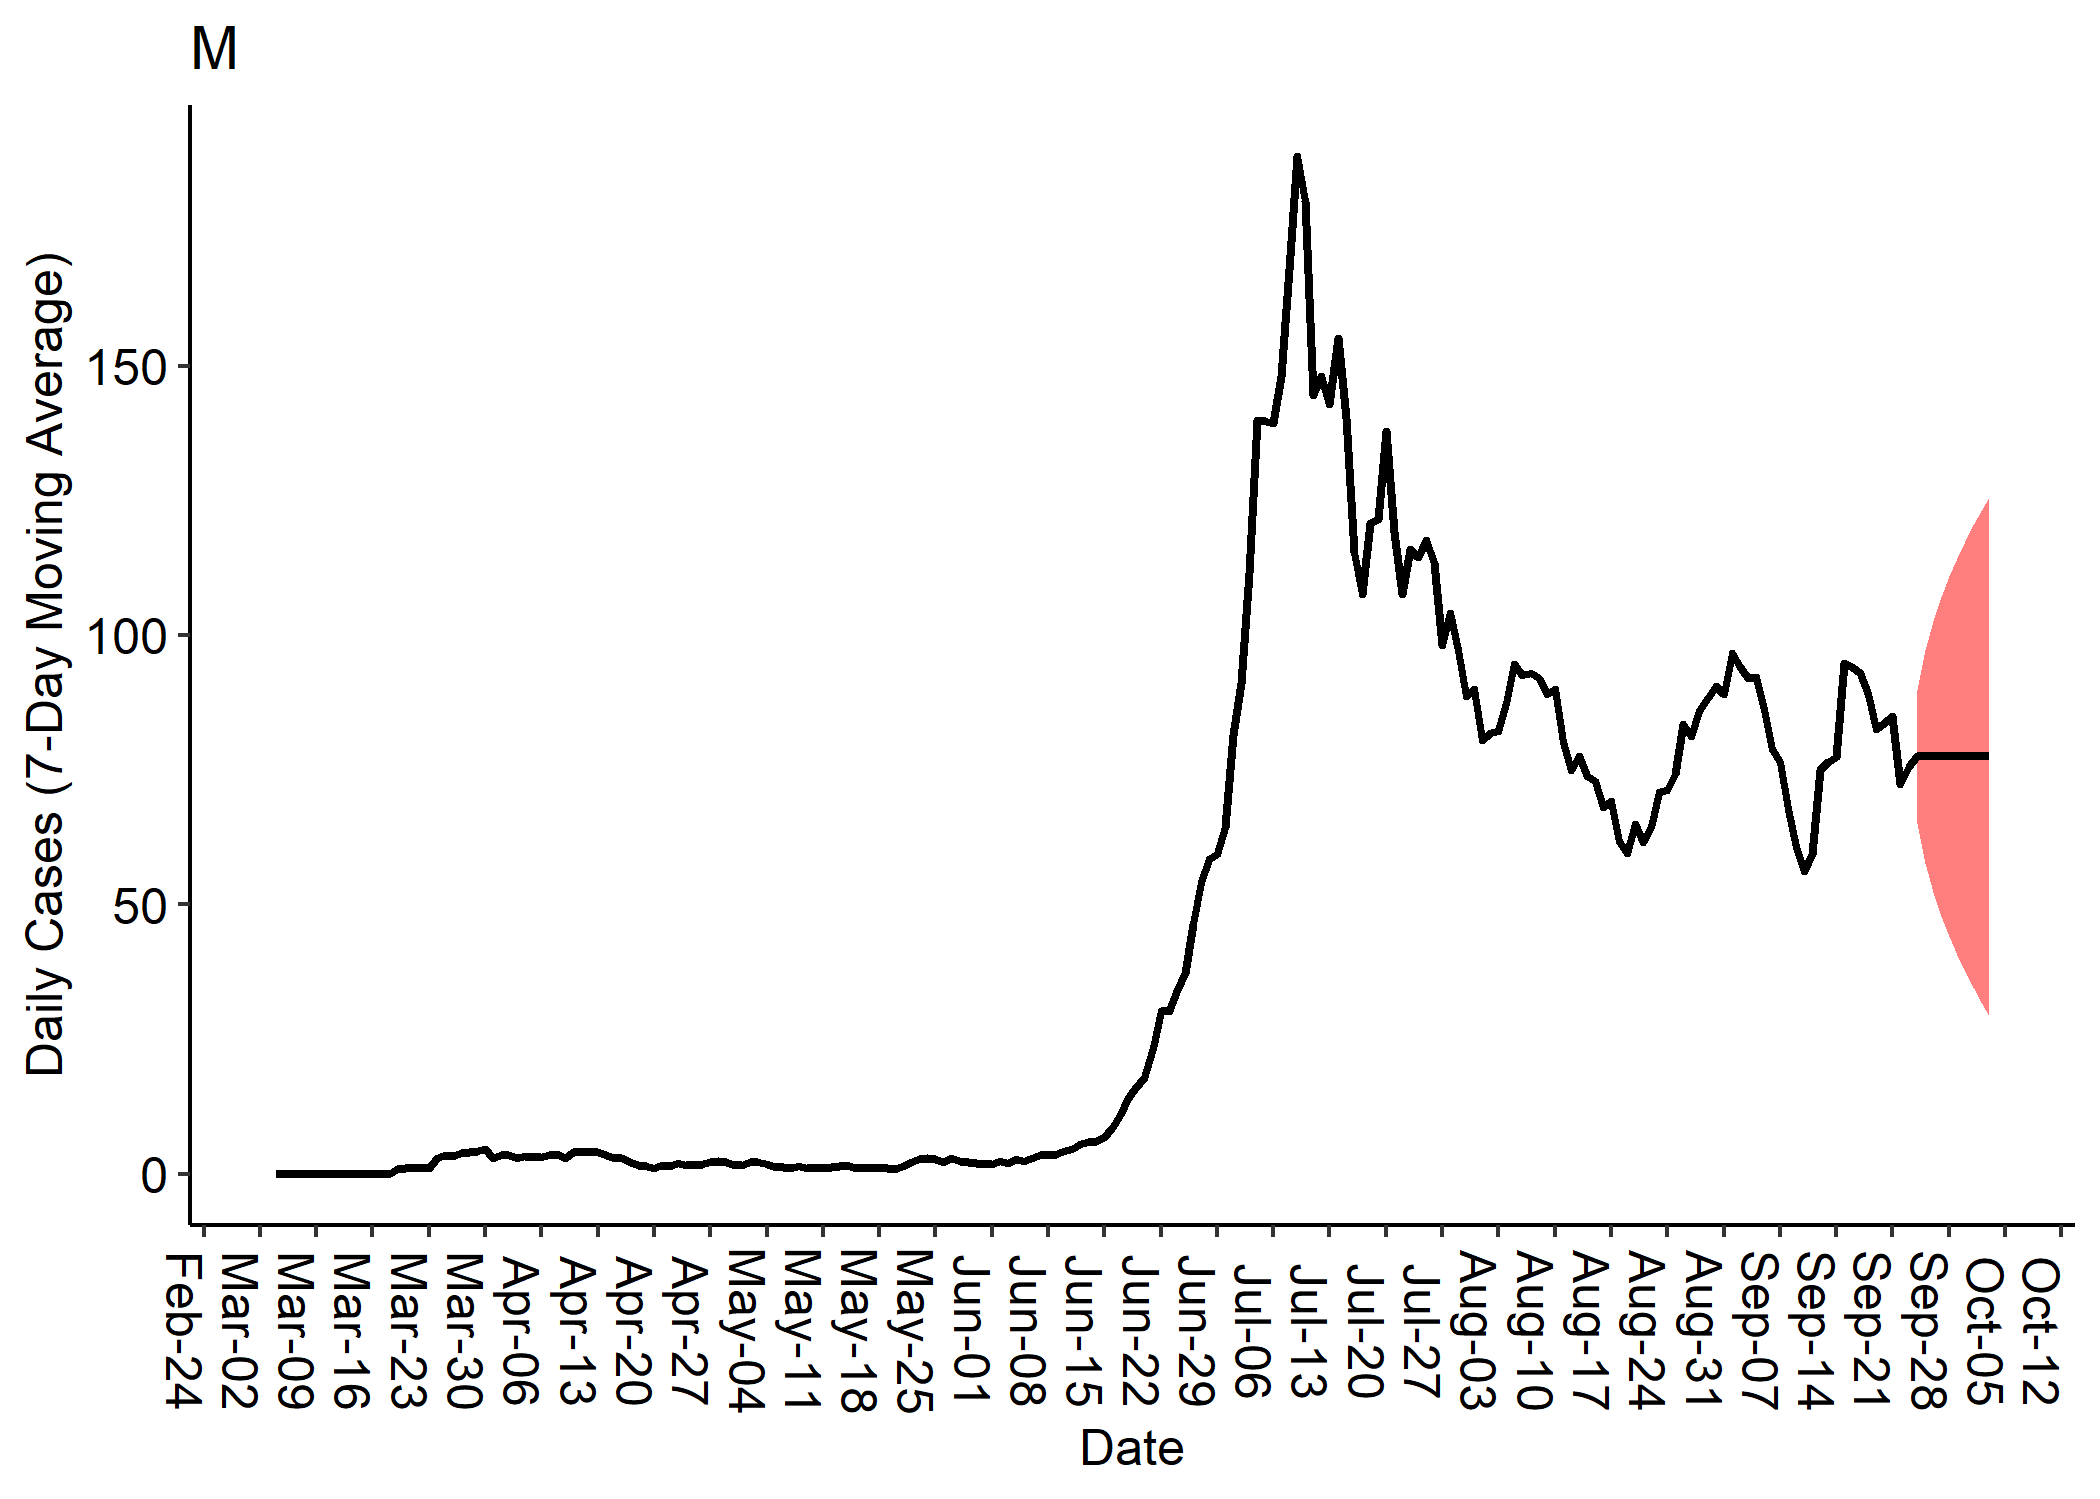 M
Daily Cases (7-Day Moving Average)
150
100
50
0
Feb-24
Mar-02
Mar-09
Mar-16
Mar-23
Mar-30
Apr-06
Apr-13
Apr-20
Apr-27
May-04
May-11
May-18
May-25
Jun-01
Jun-08
Jun-15
Jun-22
Jun-29
Jul-06
Jul-13
Jul-20
Jul-27
Aug-03
Aug-10
Aug-17
Aug-24
Aug-31
Sep-07
Sep-14
Sep-21
Sep-28
Oct-05
Oct-12
Date